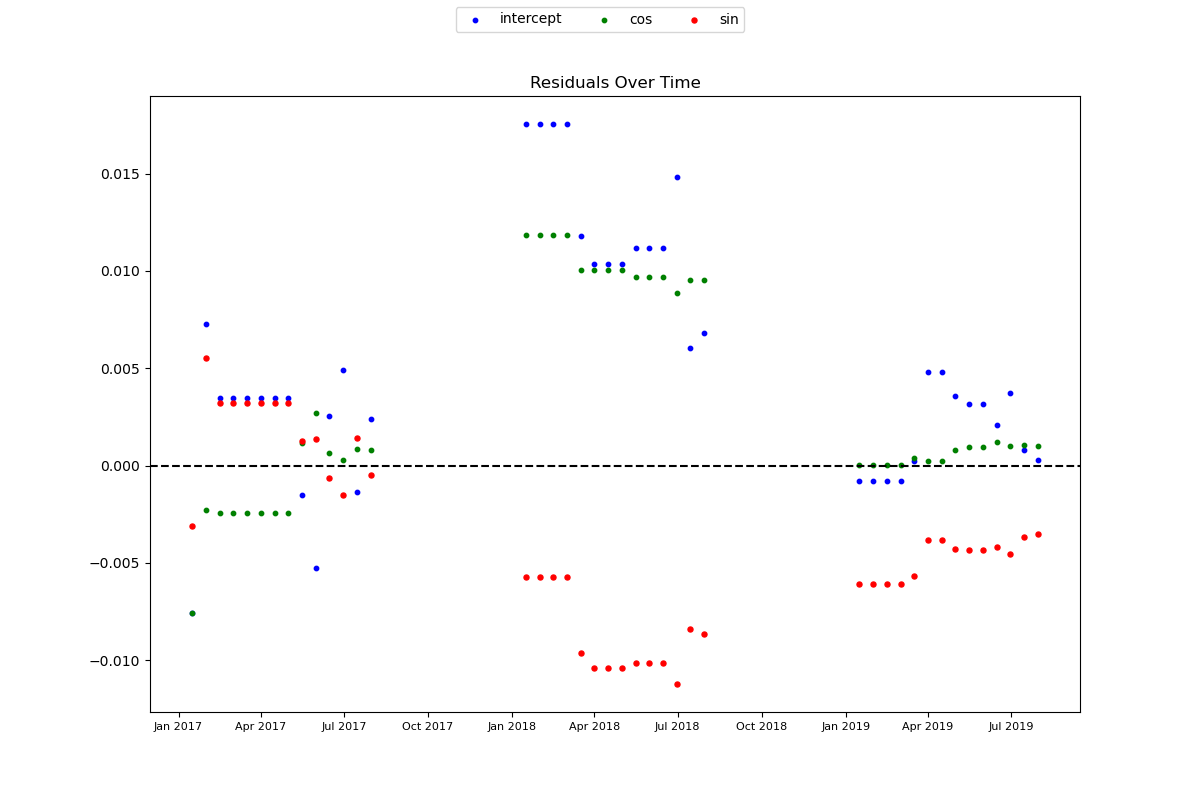 intercept cos sin
Residuals Over Time
0.015
0.010
0.005
0.000
−0.005
−0.010
Jan 2017 Apr 2017 Jul 2017 Oct 2017 Jan 2018 Apr 2018 Jul 2018 Oct 2018 Jan 2019 Apr 2019 Jul 2019